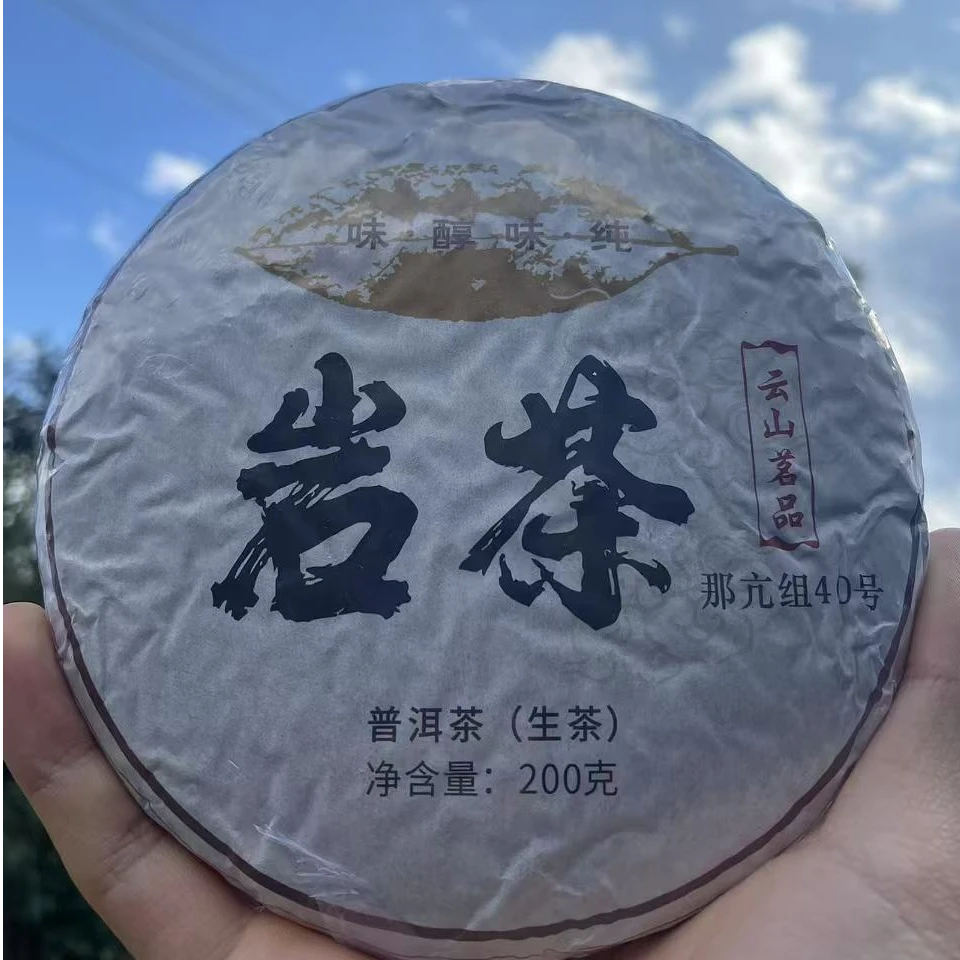 味·醇·味·纯
岩茶
云山茗品
那亢组40号
普洱茶（生茶）
净含量：200克